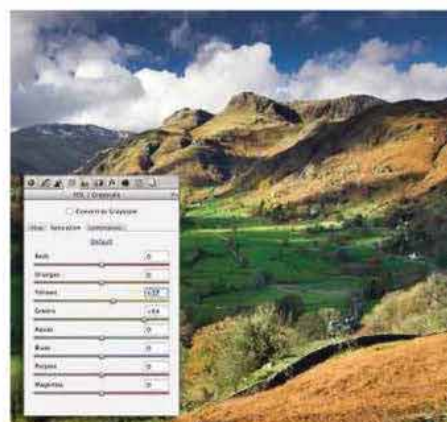 HSL / Grayscale
Convert to Grayscale
Hue Saturation Luminance
Default
Reds 0
Oranges 0
Yellows
Greens
Aquas 0
Blues 0
Purples 0
Magentas 0